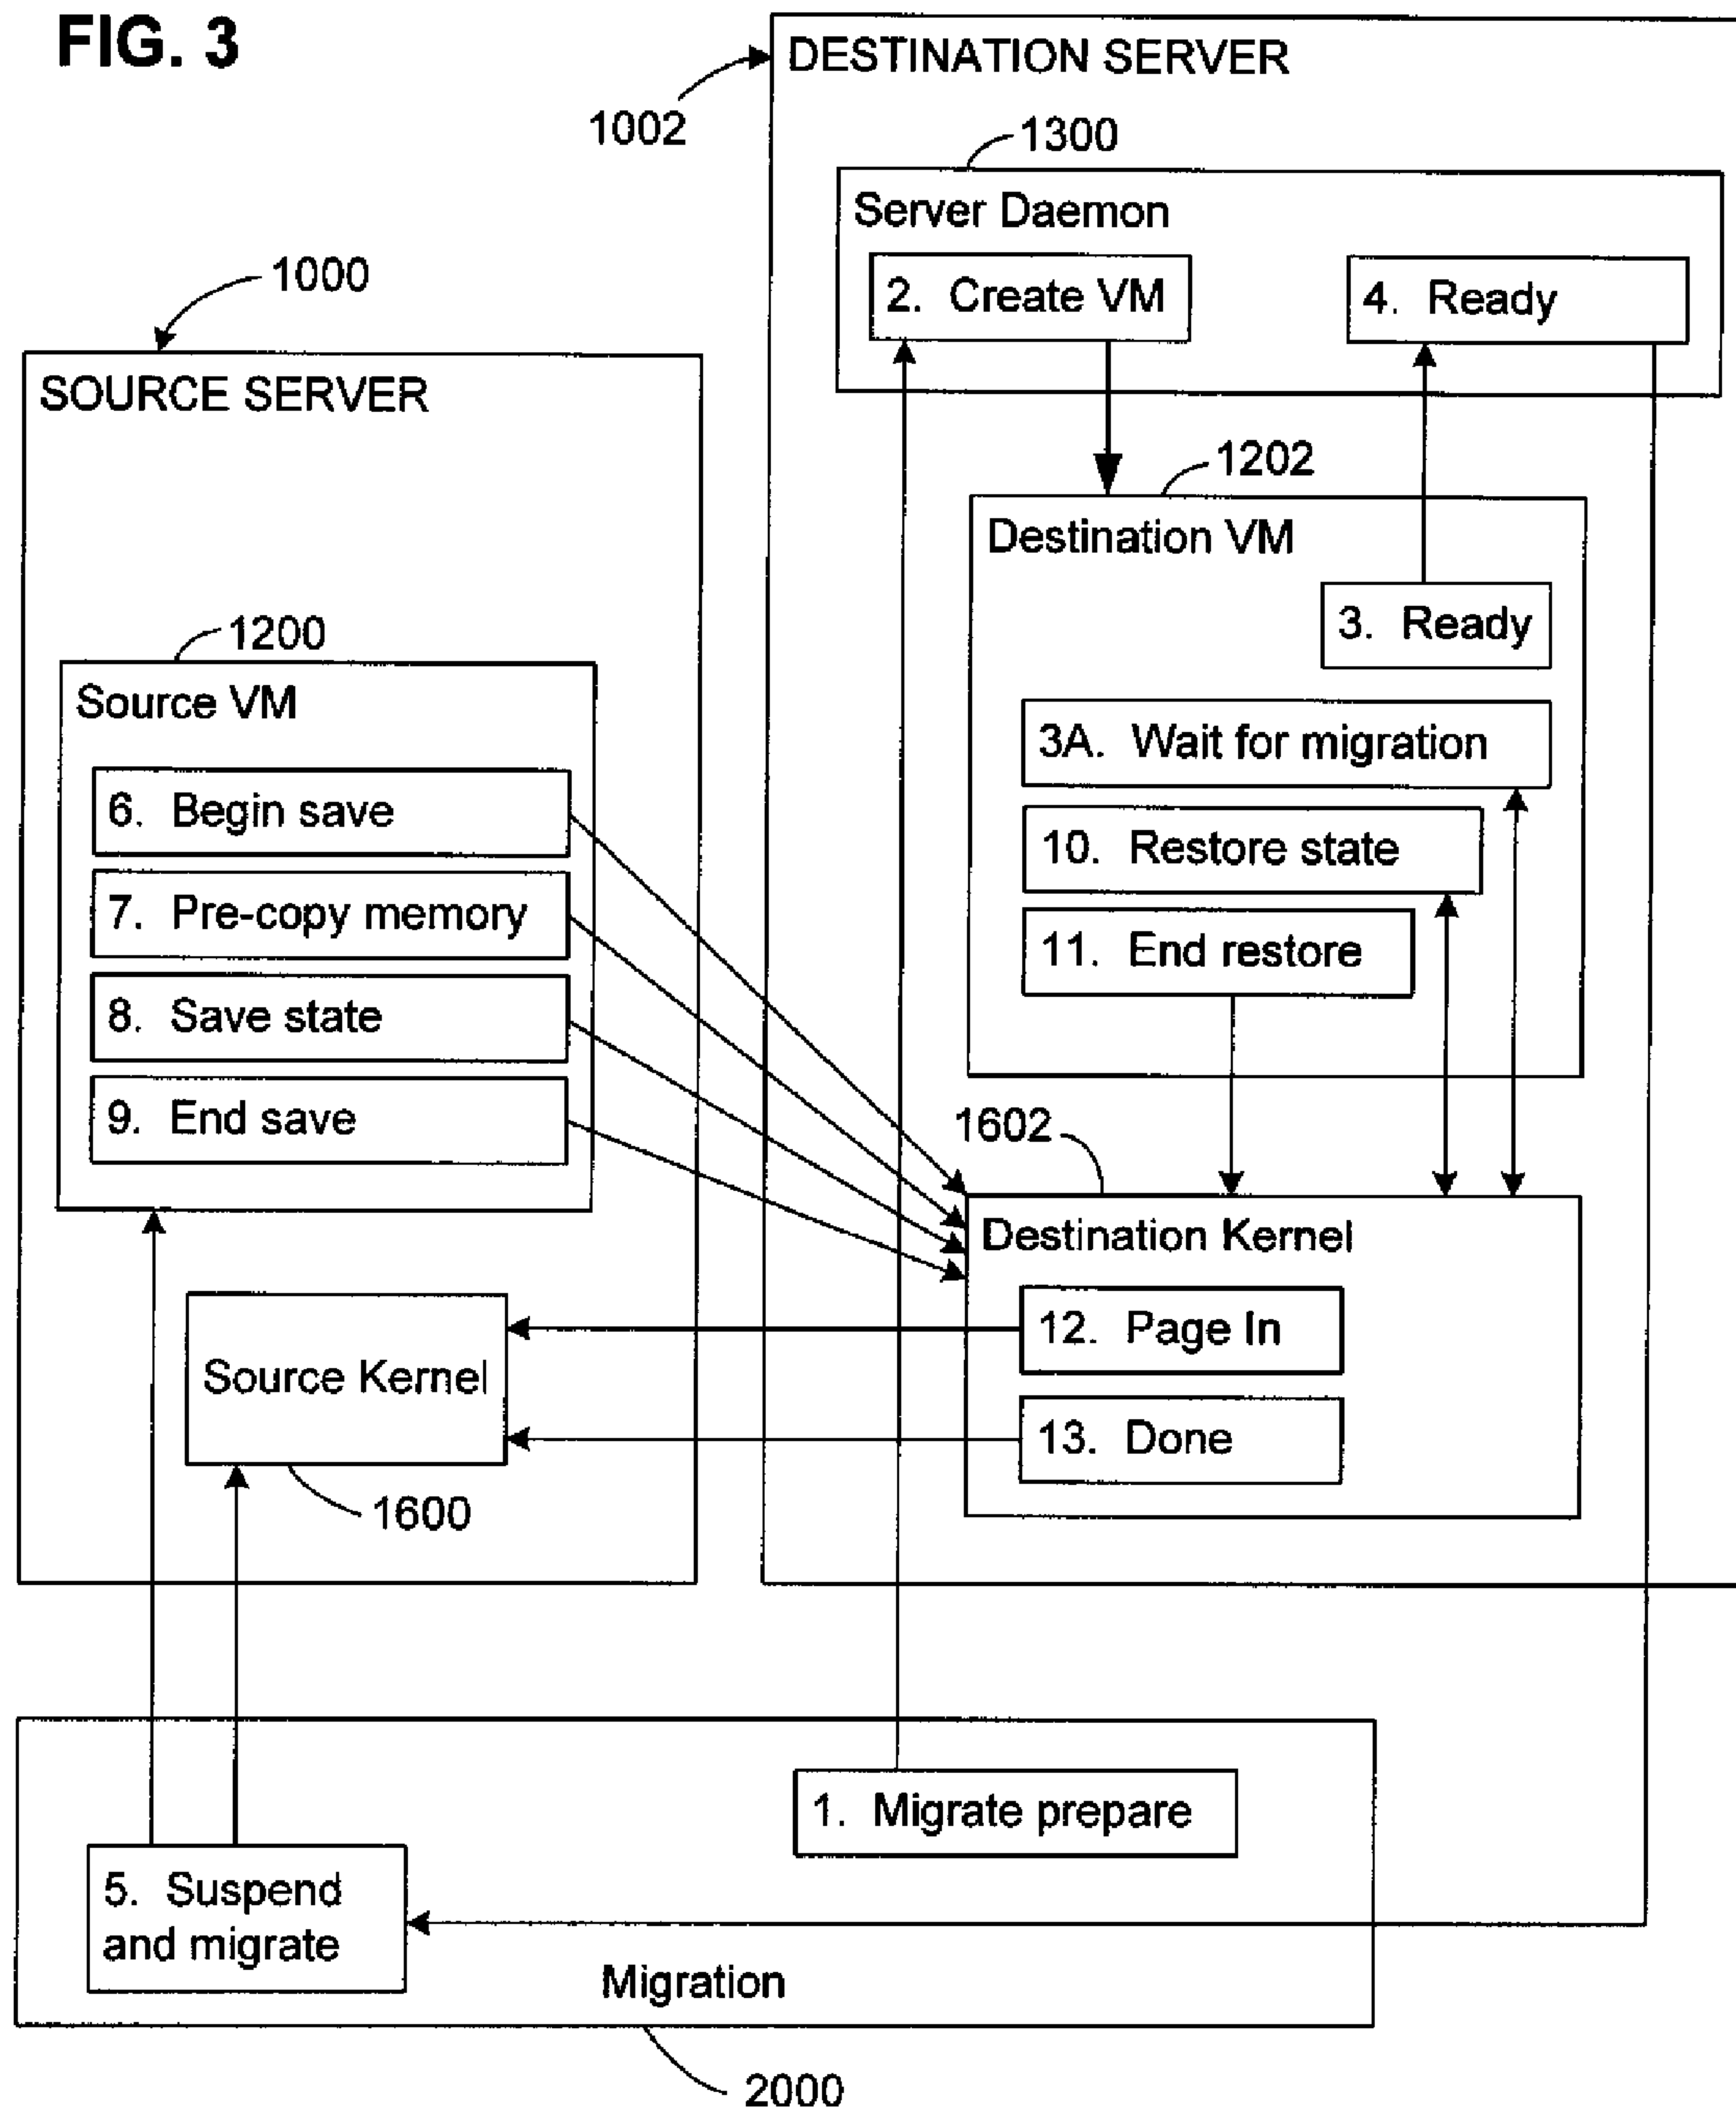 FIG. 3
DESTINATION SERVER
1002
1300
Server Daemon
2. Create VM
4. Ready
1000
SOURCE SERVER
1202
Destination VM
3. Ready
1200
Source VM
3A. Wait for migration
6. Begin save
10. Restore state
7. Pre-copy memory
11. End restore
8. Save state
9. End save
1602
Destination Kernel
12. Page In
Source Kernel
13. Done
1600
1. Migrate prepare
5. Suspend
and migrate
Migration
2000